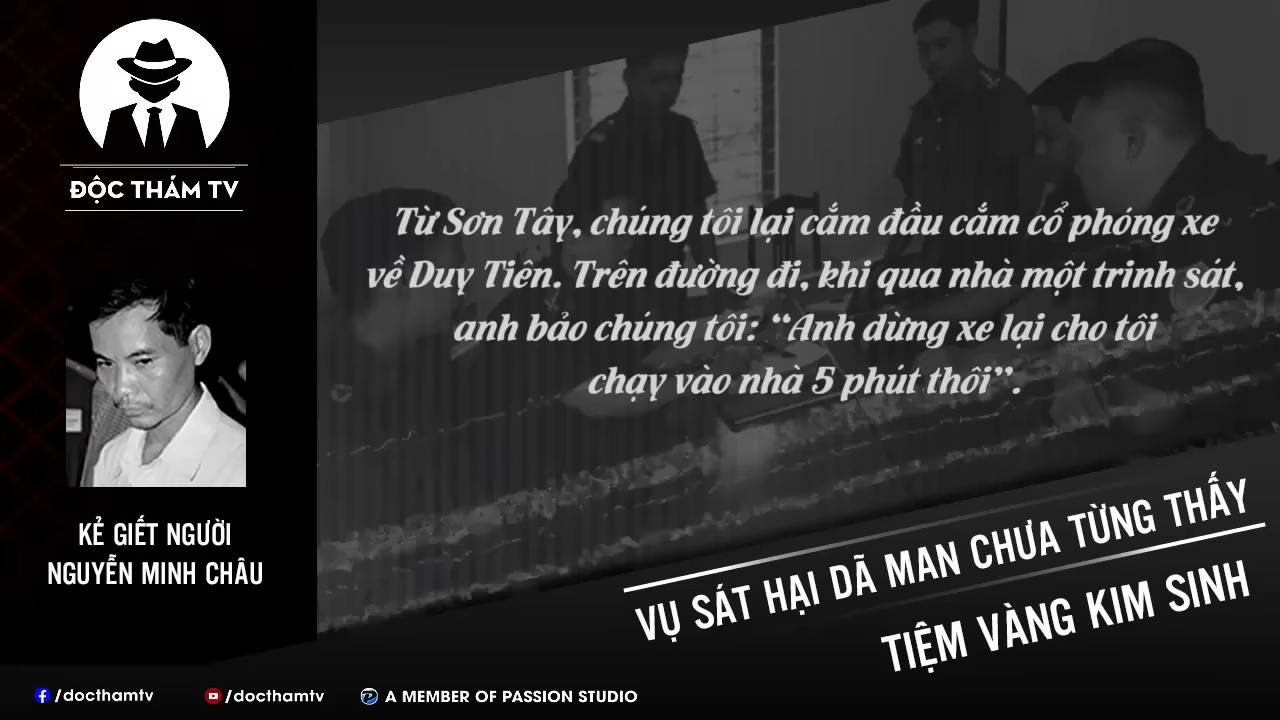 ĐỘC THÁM TV
KẺ GIẾT NGƯỜI
NGUYỄN MINH CHÂU
Từ Sơn Tây, chúng tôi lại cắm đầu cắm cổ phóng xe
về Duy Tiên. Trên đường đi, khi qua nhà một trinh sát,
anh bảo chúng tôi: “Anh dừng xe lại cho tôi
chạy vào nhà 5 phút thôi”.
VỤ SÁT HẠI DÃ MAN CHƯA TỪNG THẤY
TIỆM VÀNG KIM SINH
/docthamtv
/docthamtv
A MEMBER OF PASSION STUDIO